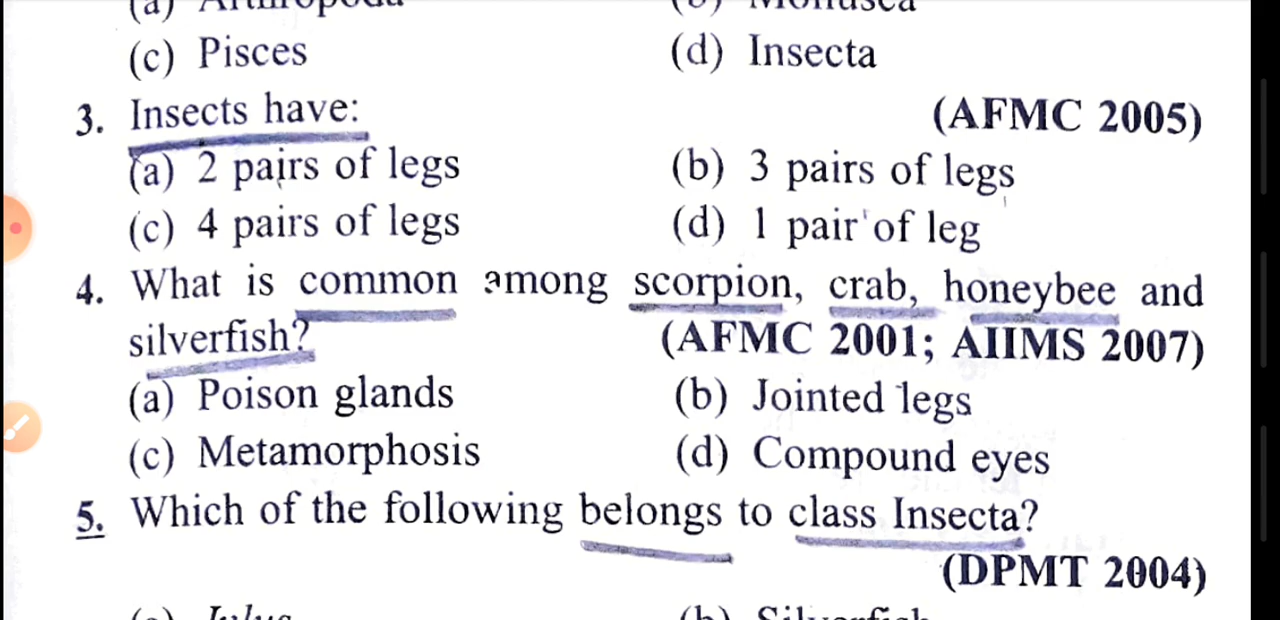 (c) Pisces (d) Insecta
3. Insects have: (AFMC 2005)
(a) 2 pairs of legs (b) 3 pairs of legs
(c) 4 pairs of legs (d) 1 pair of leg
4. What is common among scorpion, crab, honeybee and
silverfish? (AFMC 2001; AIIMS 2007)
(a) Poison glands (b) Jointed legs
(c) Metamorphosis (d) Compound eyes
5. Which of the following belongs to class Insecta?
(DPMT 2004)